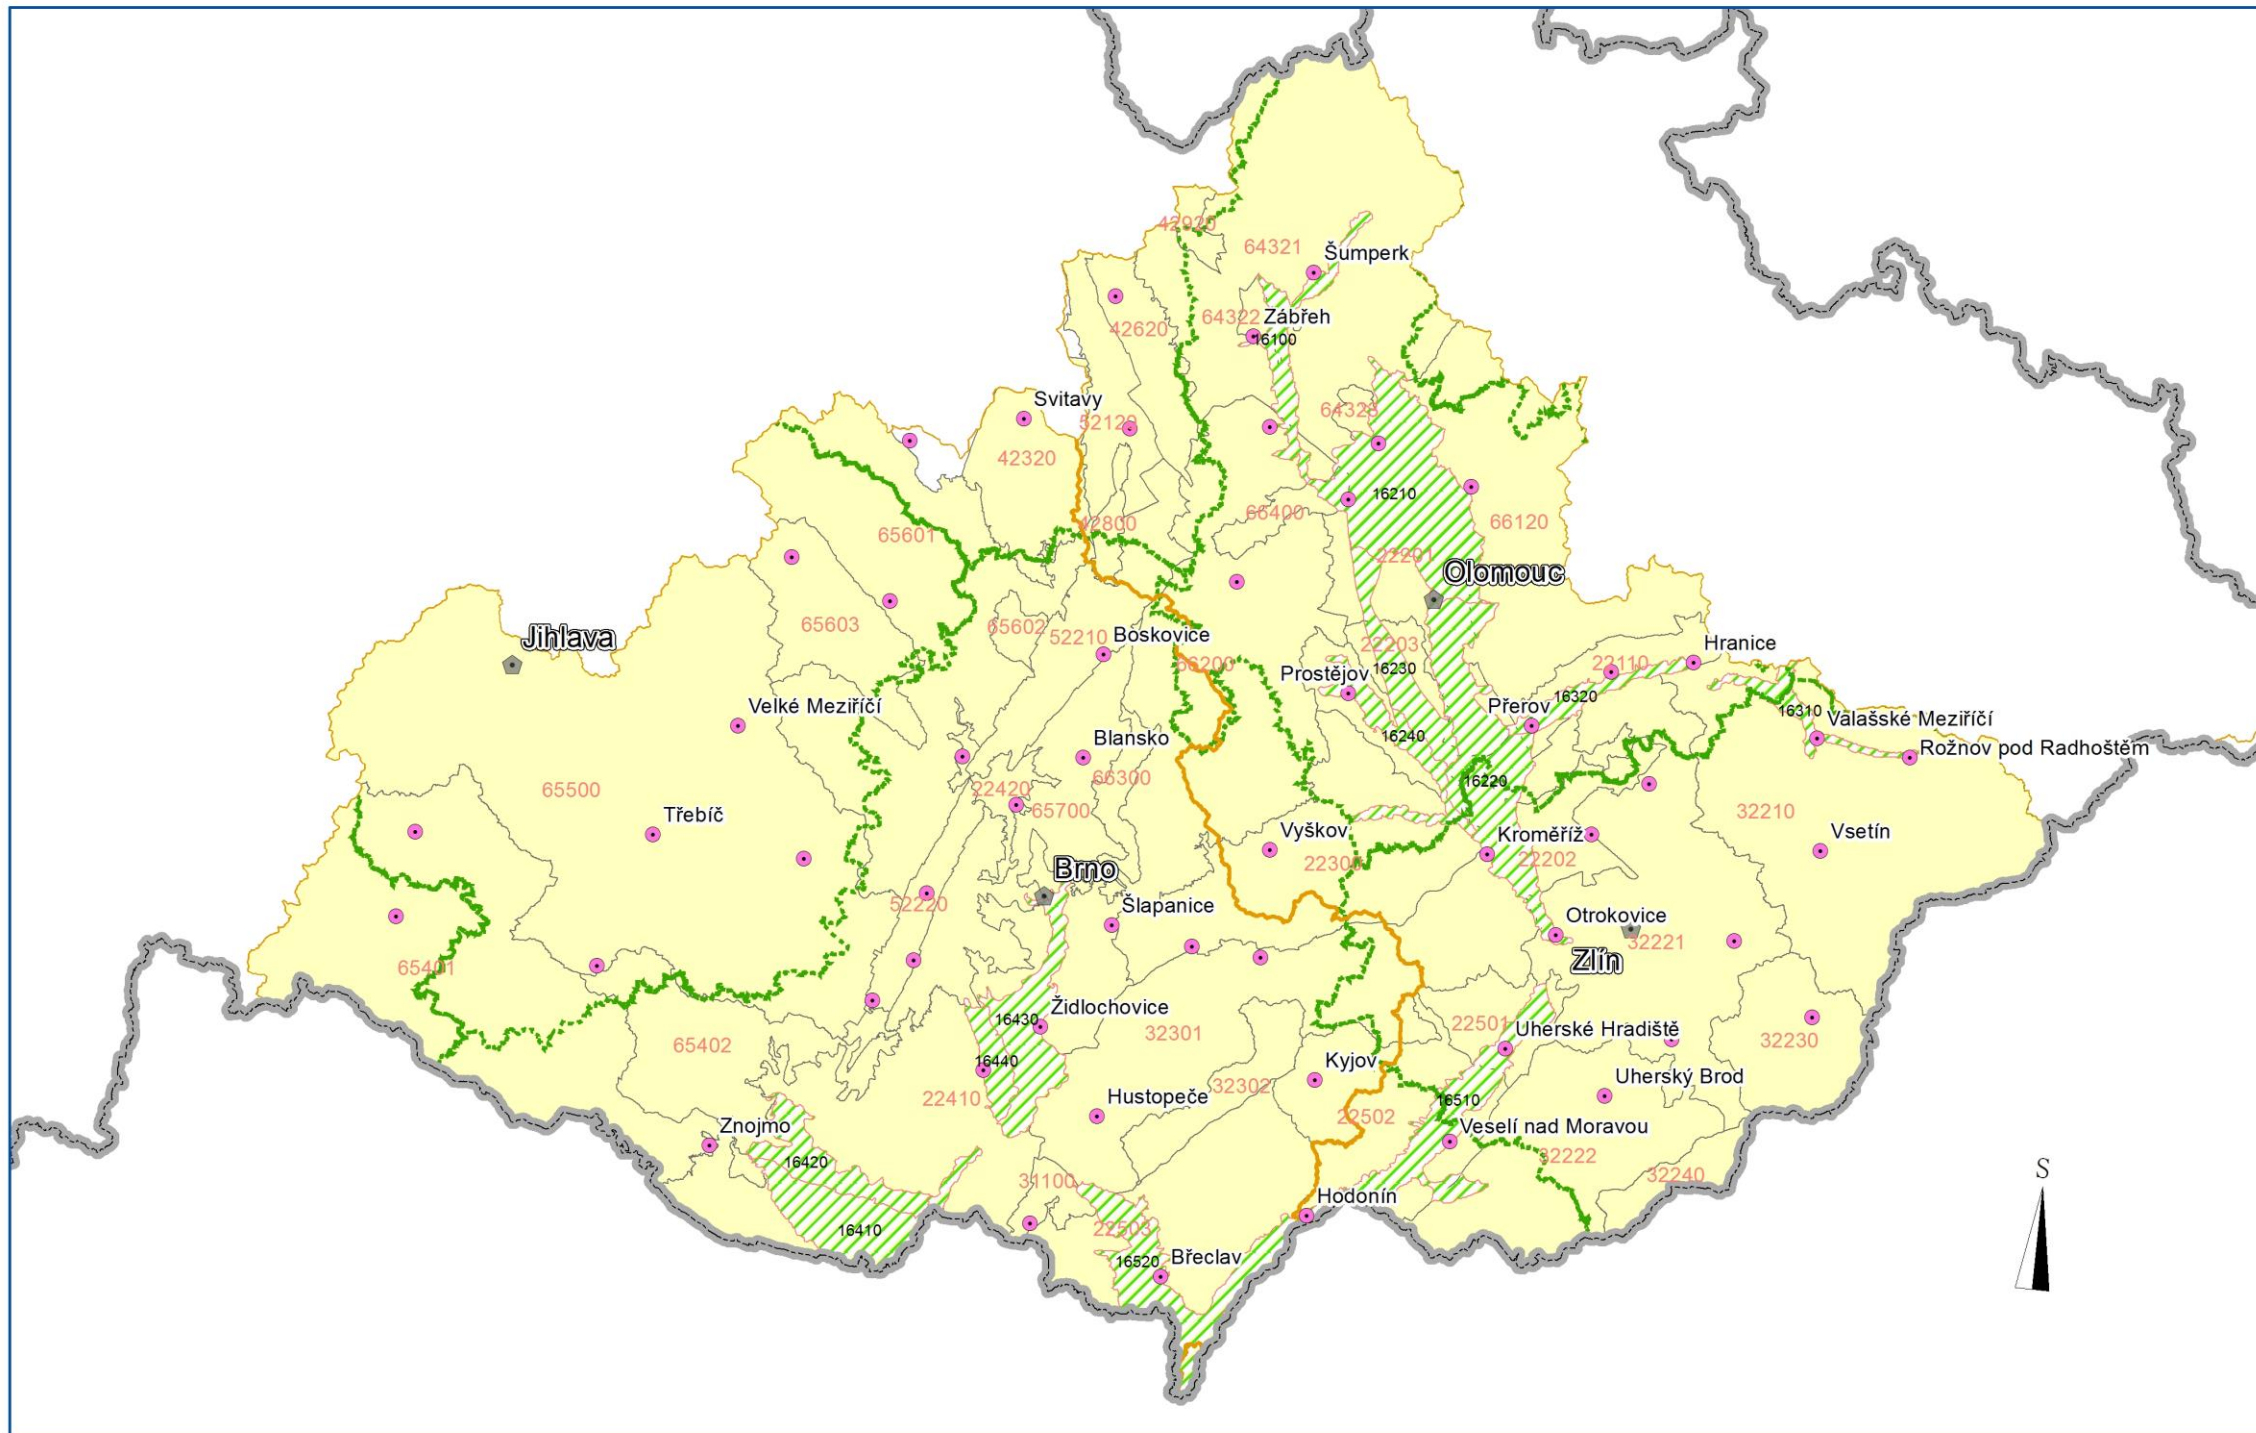 42920
64321
Šumperk
64322
Zábřeh
16100
42620
Svitavy
52120
64323
42320
16210
42800
66400
66120
65601
22201
Olomouc
65603
65602
52210
Boskovice
Jihlava
22203
66200
16230
Prostějov
22110
Hranice
16320
Velké Meziříčí
Přerov
16310
Valašské Meziříčí
16240
Blansko
Rožnov pod Radhoštěm
66300
22420
16220
65500
65700
32210
Třebíč
Vyškov
Kroměříž
Vsetín
22300
22202
Brno
52220
Šlapanice
Otrokovice
32221
Zlín
65401
Židlochovice
16430
32301
22501
Uherské Hradiště
65402
32230
16440
Kyjov
32302
Uherský Brod
22410
Hustopeče
16510
22502
Znojmo
Veselí nad Moravou
16420
32222
31100
32240
S
Hodonín
16410
22503
16520
Břeclav